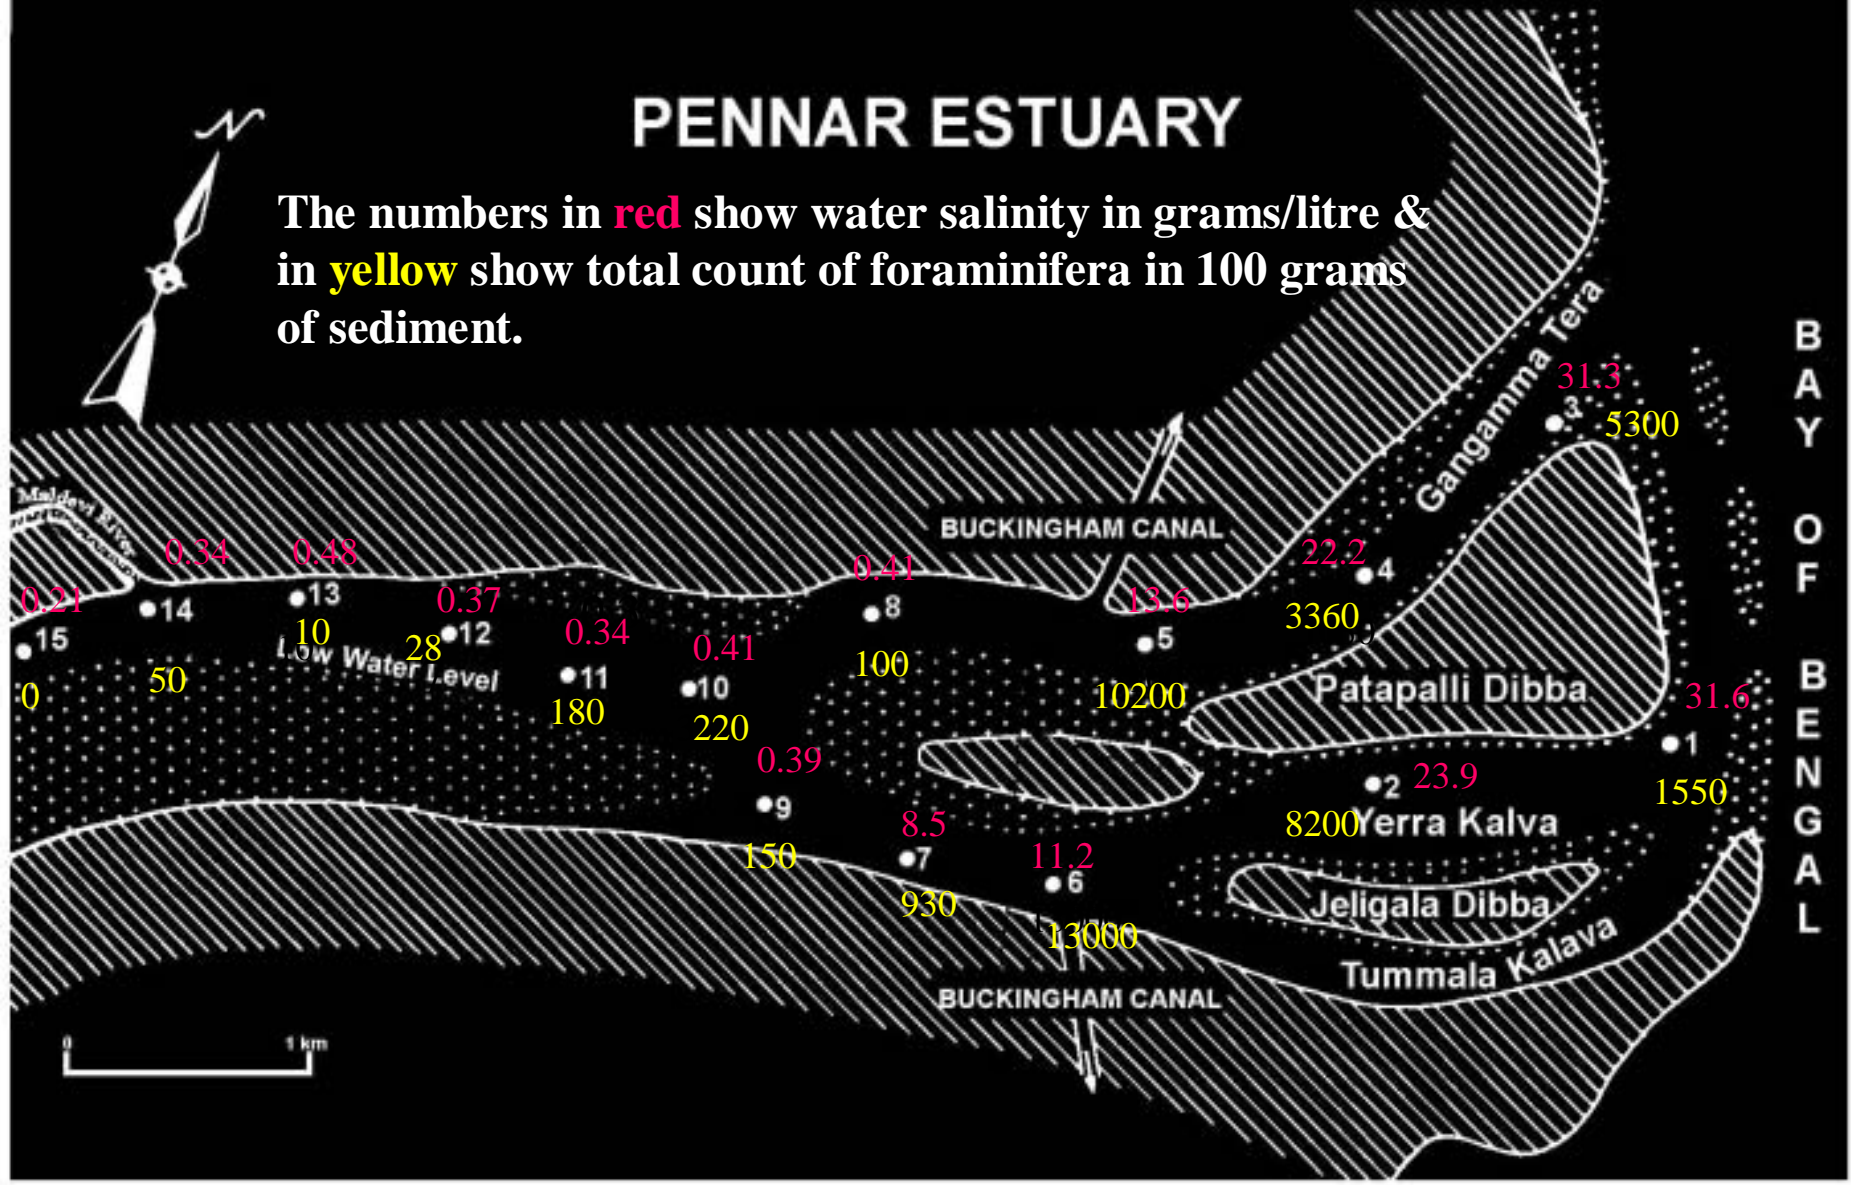 N
PENNAR ESTUARY
The numbers in red show water salinity in grams/litre &
in yellow show total count of foraminifera in 100 grams
of sediment.
Gangamma Tera
31.3
3
5300
BAY OF BENGAL
Maldevi River
BUCKINGHAM CANAL
0.34
0.48
0.41
22.2
4
0.21
14
13
0.37
8
13.6
3360
15
10
28
12
0.34
0.41
100
5
Low Water Level
0
50
180
11
220
10
10200
Patapalli Dibba
31.6
1
0.39
2
23.9
1550
9
8.5
8200
Yerra Kalva
150
7
11.2
6
930
13000
Jeligala Dibba
Tummala Kalava
BUCKINGHAM CANAL
0
1 km